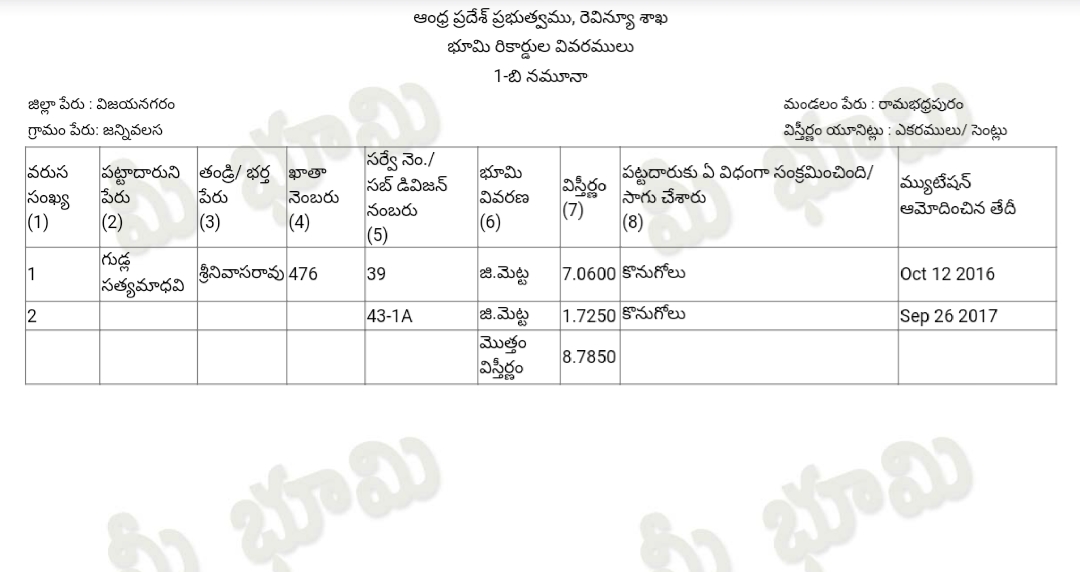 ఆంధ్ర ప్రదేశ్ ప్రభుత్వము, రెవిన్యూ శాఖ
భూమి రికార్డుల వివరములు
1-బి నమూనా
జిల్లా పేరు : విజయనగరం మండలం పేరు : రామభద్రపురం
గ్రామం పేరు: జన్నివలస విస్తీర్ణం యూనిట్లు : ఎకరములు/ సెంట్లు
వరుస సంఖ్య (1) పట్టాదారుని పేరు (2) తండ్రి/ భర్త పేరు (3) ఖాతా నెంబరు (4) సర్వే నెం./ సబ్ డివిజన్ నంబరు (5) భూమి వివరణ (6) విస్తీర్ణం (7) పట్టదారుకు ఏ విధంగా సంక్రమించింది/ సాగు చేశారు (8) మ్యుటేషన్ ఆమోదించిన తేదీ
1 గుడ్ల సత్యమాధవి శ్రీనివాసరావు 476 39 జి.మెట్ట 7.0600 కొనుగోలు Oct 12 2016
2 43-1A జి.మెట్ట 1.7250 కొనుగోలు Sep 26 2017
మొత్తం విస్తీర్ణం 8.7850
మీ భూమి
మీ భూమి
మీ భూమి
మీ భూమి